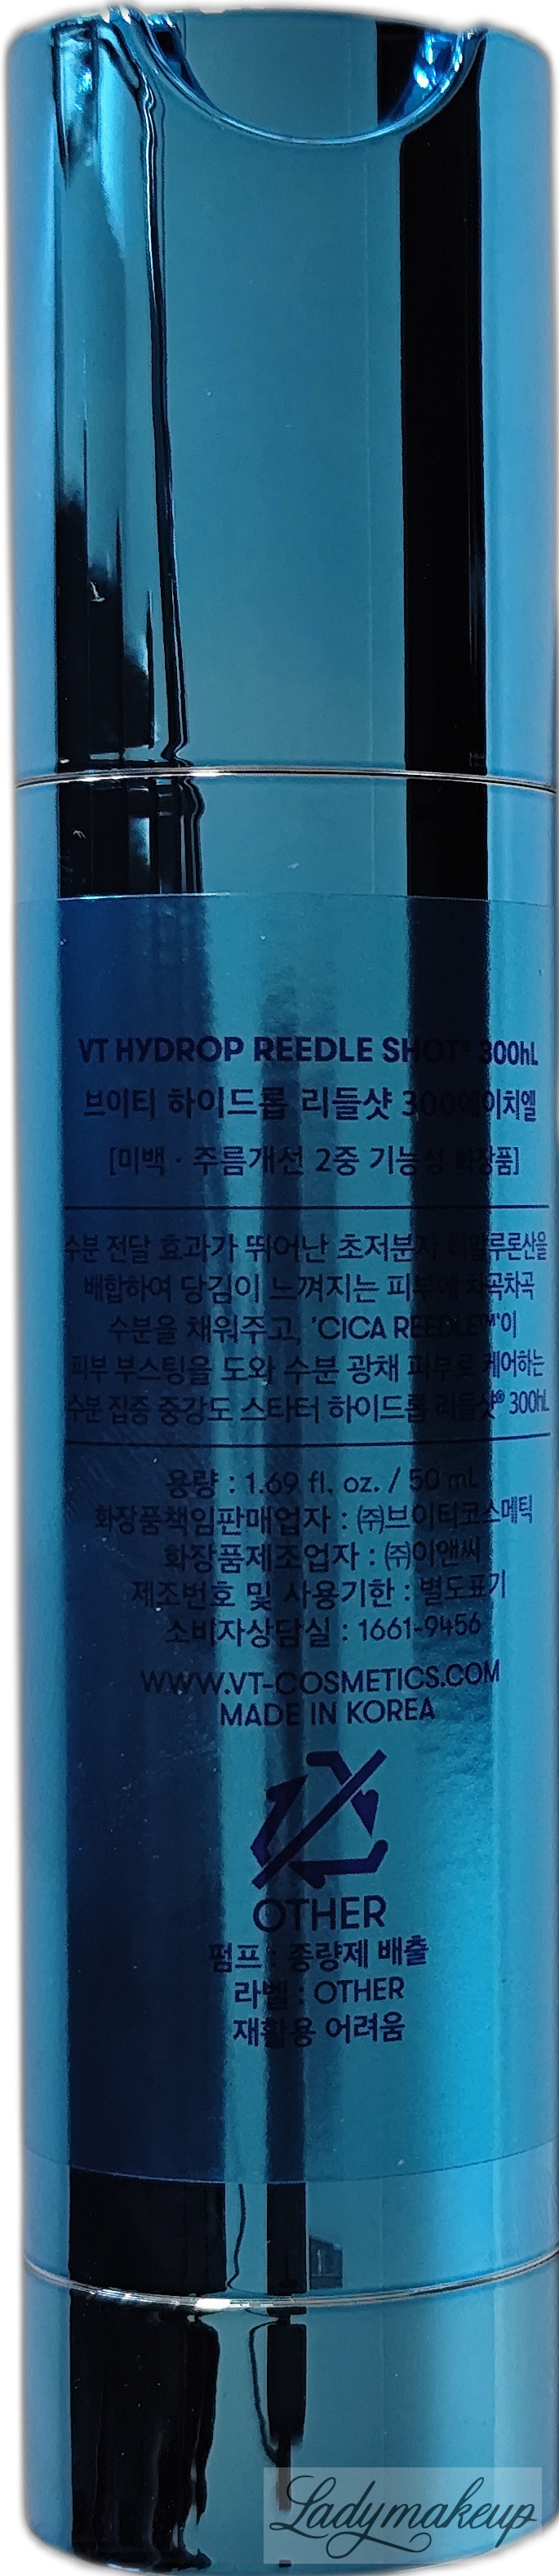 VT HYDROP REEDLE SHOT® 300hL
브이티 하이드롭 리들샷 300에이치엘
[미백 · 주름개선 2중 기능성 화장품]
수분 전달 효과가 뛰어난 초저분자 히알루론산을
배합하여 당김이 느껴지는 피부에 차곡차곡
수분을 채워주고, 'CICA REEDLE™'이
피부 부스팅을 도와 수분 광채 피부로 케어하는
수분 집중 중강도 스타터 하이드롭 리들샷® 300hL
용량 : 1.69 fl. oz. / 50 mL
화장품책임판매업자 : ㈜브이티코스메틱
화장품제조업자 : ㈜이앤씨
제조번호 및 사용기한 : 별도표기
소비자상담실 : 1661-9456
WWW.VT-COSMETICS.COM
MADE IN KOREA
OTHER
펌프 : 종량제 배출
라벨 : OTHER
재활용 어려움
Ladymakeup